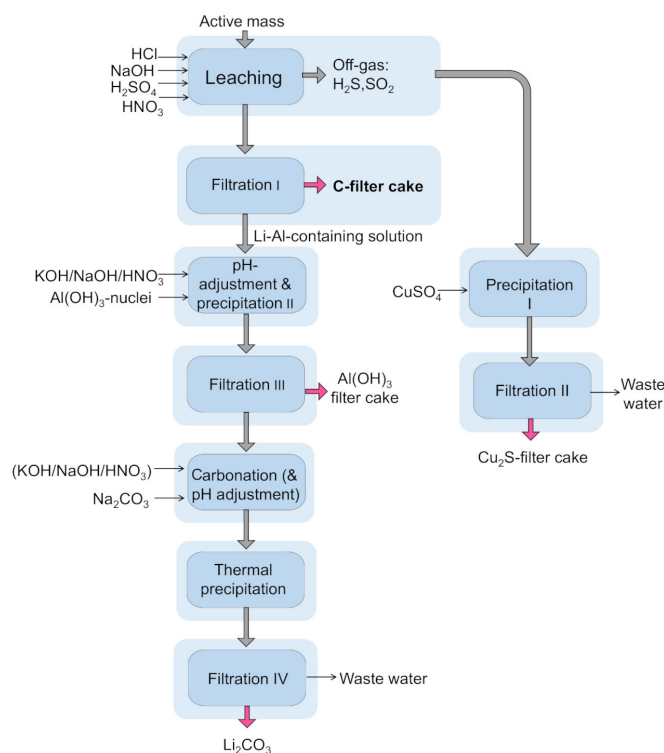 Active mass
HCl
NaOH
H₂SO₄
HNO₃
Leaching
Off-gas:
H₂S,SO₂
Filtration I
C-filter cake
Li-Al-containing solution
KOH/NaOH/HNO₃
Al(OH)₃-nuclei
pH-
adjustment &
precipitation II
CuSO₄
Precipitation
I
Filtration III
Al(OH)₃
filter cake
Filtration II
Waste
water
Cu₂S-filter cake
(KOH/NaOH/HNO₃)
Na₂CO₃
Carbonation (&
pH adjustment)
Thermal
precipitation
Filtration IV
Waste water
Li₂CO₃